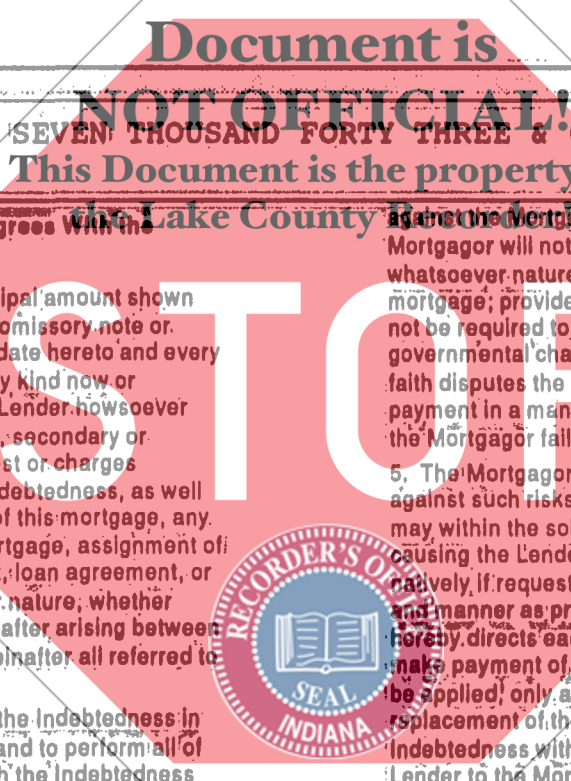 Document is
NOT OFFICIAL!
SEVEN THOUSAND FORTY THREE &
This Document is the property
the Lake County Recorder!
grees with the
STOP
ipal amount shown
omissory note or
date hereto and every
y kind now or
Lender howsoever
, secondary or
st or charges
debtedness, as well
of this mortgage, any
rtgage, assignment of
, loan agreement, or
nature, whether
after arising between
einafter all referred to
the Indebtedness in
and to perform all of
h the Indebtedness
against the Mortg
Mortgagor will not
whatsoever nature
mortgage; provide
not be required to
governmental cha
faith disputes the
payment in a man
the Mortgagor fail
5. The Mortgagor
against such risks
may within the so
causing the Lende
natively, if request
and manner as pr
hereby directs ea
make payment of
be applied, only a
replacement of th
Indebtedness with
Lender to the Mor
RECORDER'S OFFICE
SEAL
INDIANA